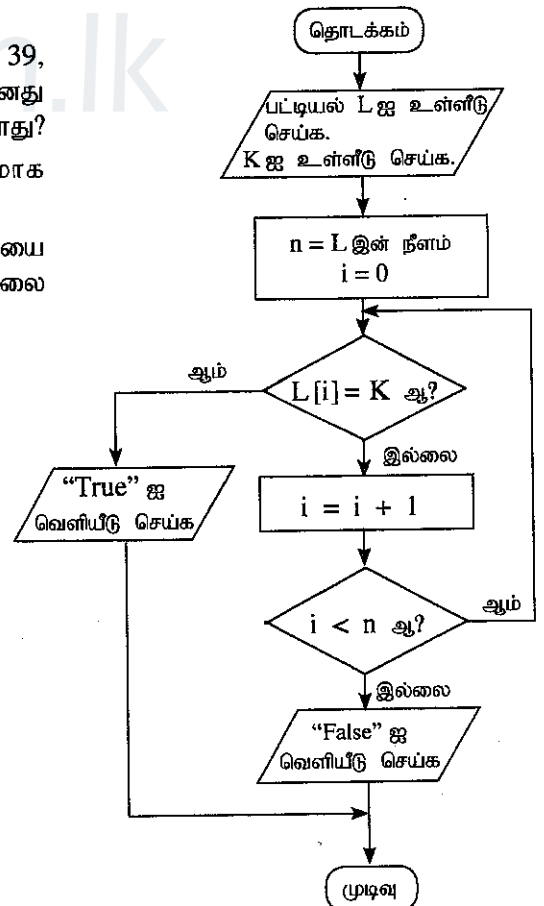 39,
னது
ாது?
மாக
யை
லை
தொடக்கம்
பட்டியல் L ஐ உள்ளீடு
செய்க.
K ஐ உள்ளீடு செய்க.
n = L இன் நீளம்
i = 0
ஆம்
L [i] = K ஆ?
இல்லை
"True" ஐ
வெளியீடு செய்க
i = i + 1
i < n ஆ?
ஆம்
இல்லை
"False" ஐ
வெளியீடு செய்க
முடிவு